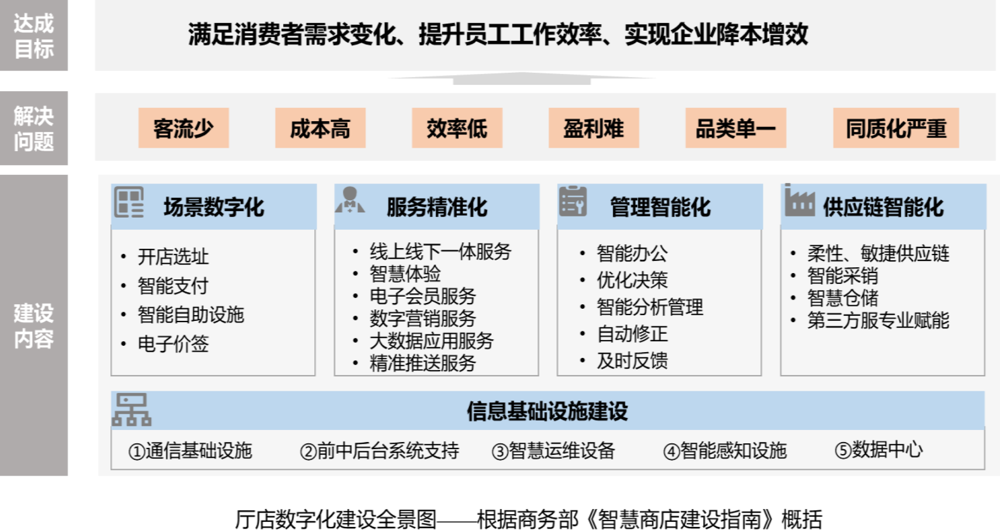 达成
目标
满足消费者需求变化、提升员工工作效率、实现企业降本增效
解决
问题
客流少
成本高
效率低
盈利难
品类单一
同质化严重
建设
内容
场景数字化
• 开店选址
• 智能支付
• 智能自助设施
• 电子价签
服务精准化
• 线上线下一体服务
• 智慧体验
• 电子会员服务
• 数字营销服务
• 大数据应用服务
• 精准推送服务
管理智能化
• 智能办公
• 优化决策
• 智能分析管理
• 自动修正
• 及时反馈
供应链智能化
• 柔性、敏捷供应链
• 智能采销
• 智慧仓储
• 第三方服专业赋能
信息基础设施建设
①通信基础设施
②前中后台系统支持
③智慧运维设备
④智能感知设施
⑤数据中心
厅店数字化建设全景图——根据商务部《智慧商店建设指南》概括